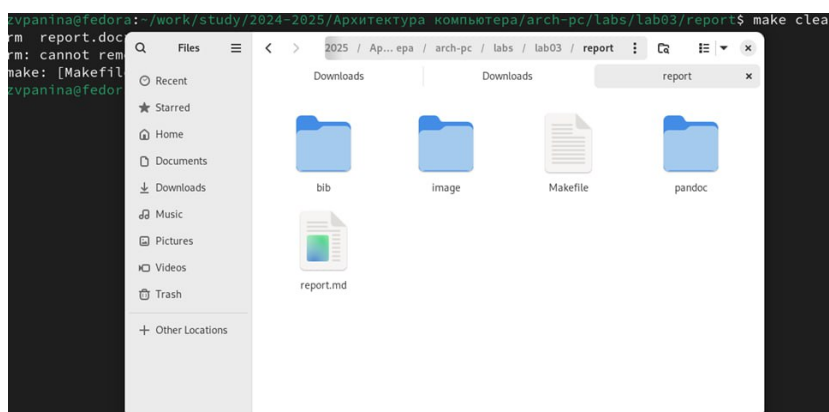 zvpanina@fedora:~/work/study/2024-2025/Архитектура компьютера/arch-pc/labs/lab03/report$ make clea
rm report.doc
rm: cannot rem
make: [Makefil
zvpanina@fedor
Files
2025 / Ap... ера / arch-pc / labs / lab03 / report
Downloads
Downloads
report
Recent
Starred
Home
Documents
Downloads
Music
Pictures
Videos
Trash
Other Locations
bib
image
Makefile
pandoc
report.md